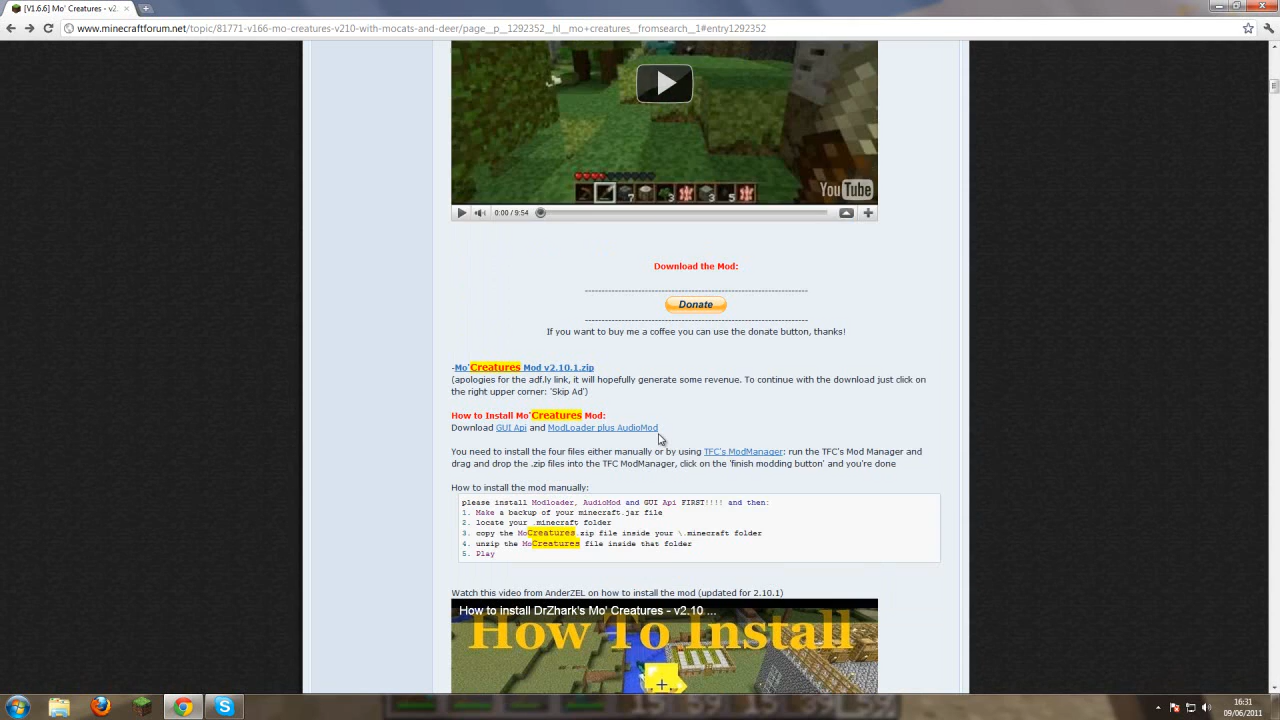 [V1.6.6] Mo' Creatures - v2.
www.minecraftforum.net/topic/81771-v166-mo-creatures-v210-with-mocats-and-deer/page__p__1292352__hl__mo+creatures__fromsearch__1#entry1292352
7 3 3 5
YouTube
0:00 / 9:54
Download the Mod:
-----------------------------------------------------------------
Donate
-----------------------------------------------------------------
If you want to buy me a coffee you can use the donate button, thanks!
-Mo'Creatures Mod v2.10.1.zip
(apologies for the adf.ly link, it will hopefully generate some revenue. To continue with the download just click on
the right upper corner: 'Skip Ad')
How to Install Mo'Creatures Mod:
Download GUI Api and ModLoader plus AudioMod
You need to install the four files either manually or by using TFC's ModManager: run the TFC's Mod Manager and
drag and drop the .zip files into the TFC ModManager, click on the 'finish modding button' and you're done
How to install the mod manually:
please install Modloader, AudioMod and GUI Api FIRST!!!! and then:
1. Make a backup of your minecraft.jar file
2. locate your .minecraft folder
3. copy the MoCreatures.zip file inside your \.minecraft folder
4. unzip the MoCreatures file inside that folder
5. Play
Watch this video from AnderZEL on how to install the mod (updated for 2.10.1)
How to install DrZhark's Mo' Creatures - v2.10 ...
How To Install
16:31
09/06/2011